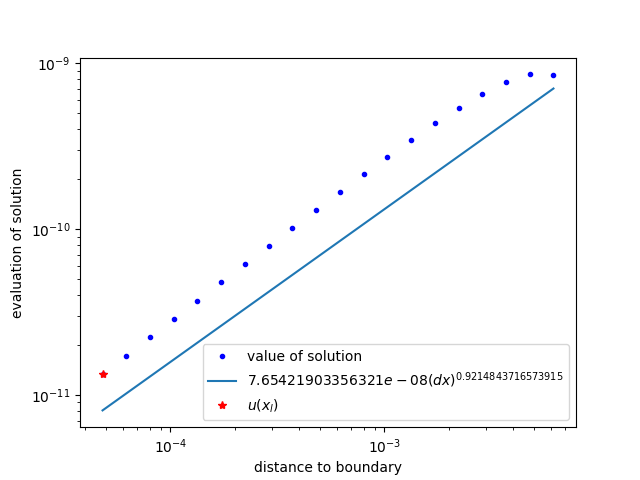 10⁻⁹
10⁻¹⁰
10⁻¹¹
evaluation of solution
value of solution
7.65421903356321e − 08(dx)^0.9214843716573915
u(x_l)
10⁻⁴
10⁻³
distance to boundary